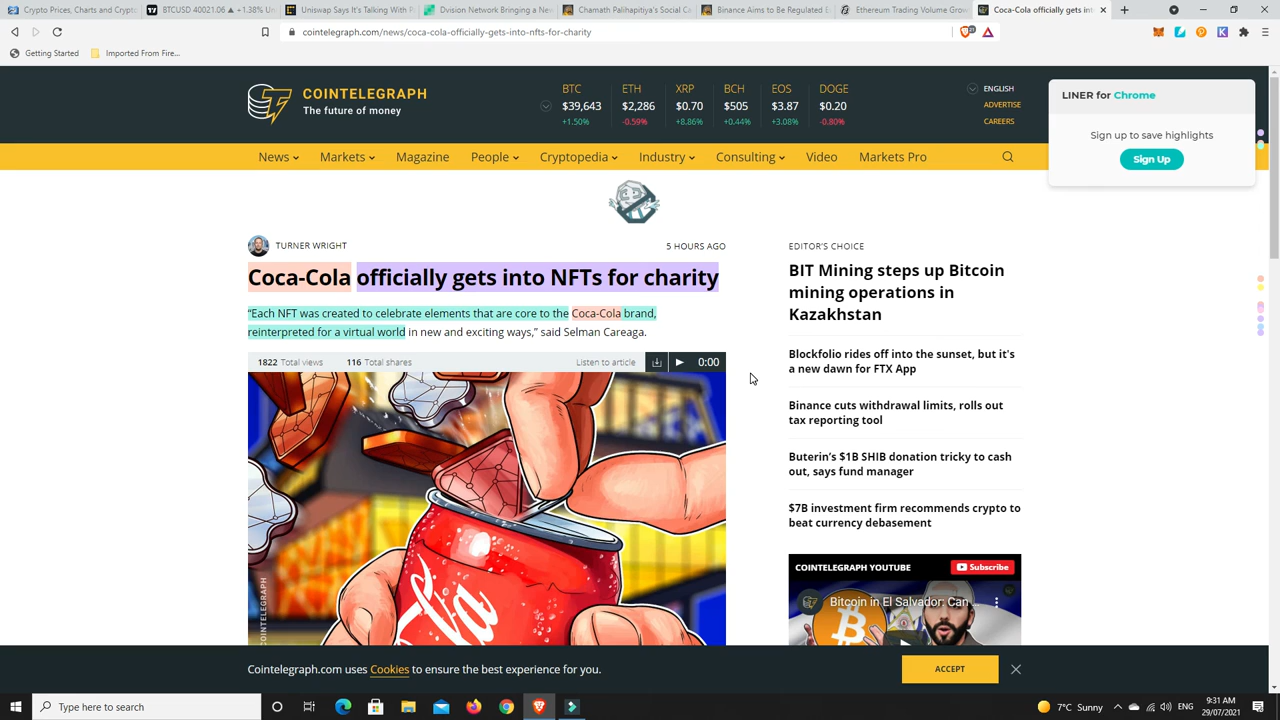 Crypto Prices, Charts and Crypto
BTCUSD 40021.06 ▲ +1.38% Un
Uniswap Says It's Talking With P
Dvision Network Bringing a New
Chamath Palihapitiya's Social Ca
Binance Aims to Be Regulated E
Ethereum Trading Volume Grow
Coca-Cola officially gets into
cointelegraph.com/news/coca-cola-officially-gets-into-nfts-for-charity
Getting Started
Imported From Fire...
COINTELEGRAPH
The future of money
BTC ETH XRP BCH EOS DOGE
$39,643 $2,286 $0.70 $505 $3.87 $0.20
+1.50% -0.59% +8.86% +0.44% +3.08% -0.80%
ENGLISH
ADVERTISE
CAREERS
LINER for Chrome
Sign up to save highlights
Sign Up
News Markets Magazine People Cryptopedia Industry Consulting Video Markets Pro
TURNER WRIGHT
5 HOURS AGO
Coca-Cola officially gets into NFTs for charity
“Each NFT was created to celebrate elements that are core to the Coca-Cola brand,
reinterpreted for a virtual world in new and exciting ways,” said Selman Careaga.
1822 Total views 116 Total shares Listen to article 0:00
COINTELEGRAPH
EDITOR'S CHOICE
BIT Mining steps up Bitcoin
mining operations in
Kazakhstan
Blockfolio rides off into the sunset, but it's
a new dawn for FTX App
Binance cuts withdrawal limits, rolls out
tax reporting tool
Buterin’s $1B SHIB donation tricky to cash
out, says fund manager
$7B investment firm recommends crypto to
beat currency debasement
COINTELEGRAPH YOUTUBE
Subscribe
Bitcoin in El Salvador: Can ...
Cointelegraph.com uses Cookies to ensure the best experience for you.
ACCEPT
Type here to search
7°C Sunny
ENG
9:31 AM
29/07/2021